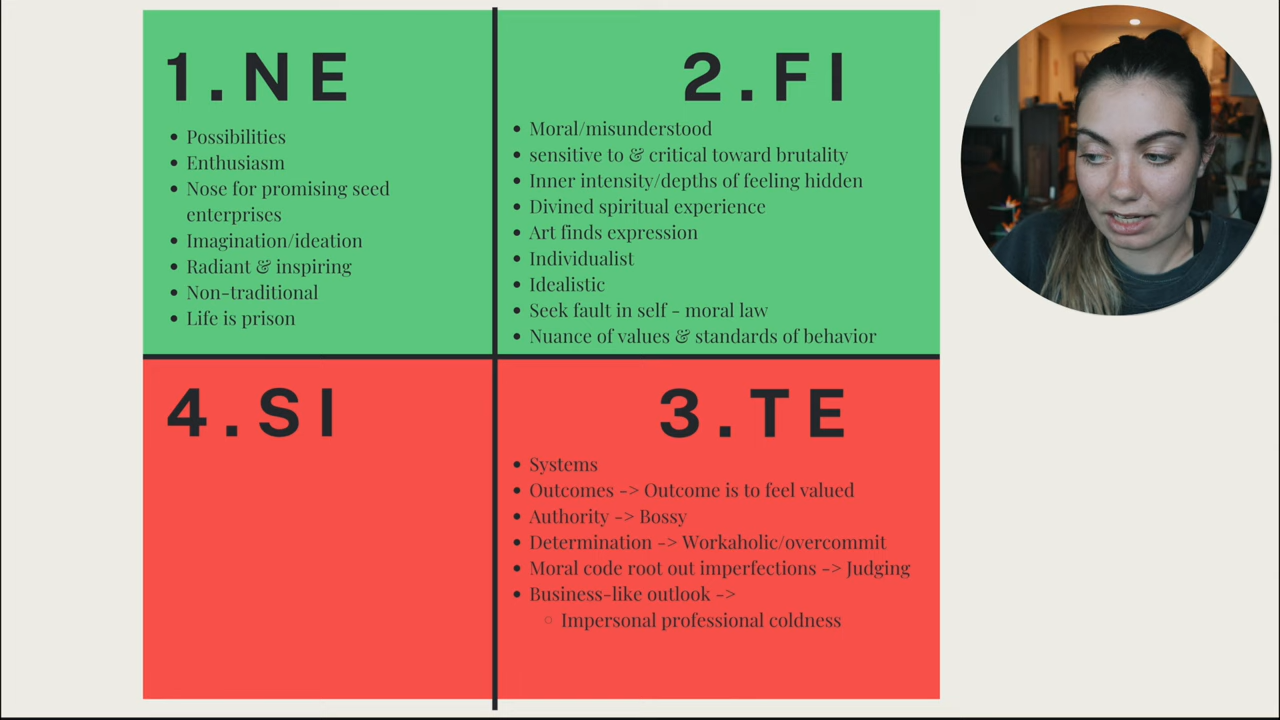 1.NE
Possibilities
Enthusiasm
Nose for promising seed
enterprises
Imagination/ideation
Radiant & inspiring
Non-traditional
Life is prison
2.FI
Moral/misunderstood
sensitive to & critical toward brutality
Inner intensity/depths of feeling hidden
Divined spiritual experience
Art finds expression
Individualist
Idealistic
Seek fault in self - moral law
Nuance of values & standards of behavior
4.SI
3.TE
Systems
Outcomes -> Outcome is to feel valued
Authority -> Bossy
Determination -> Workaholic/overcommit
Moral code root out imperfections -> Judging
Business-like outlook ->
Impersonal professional coldness